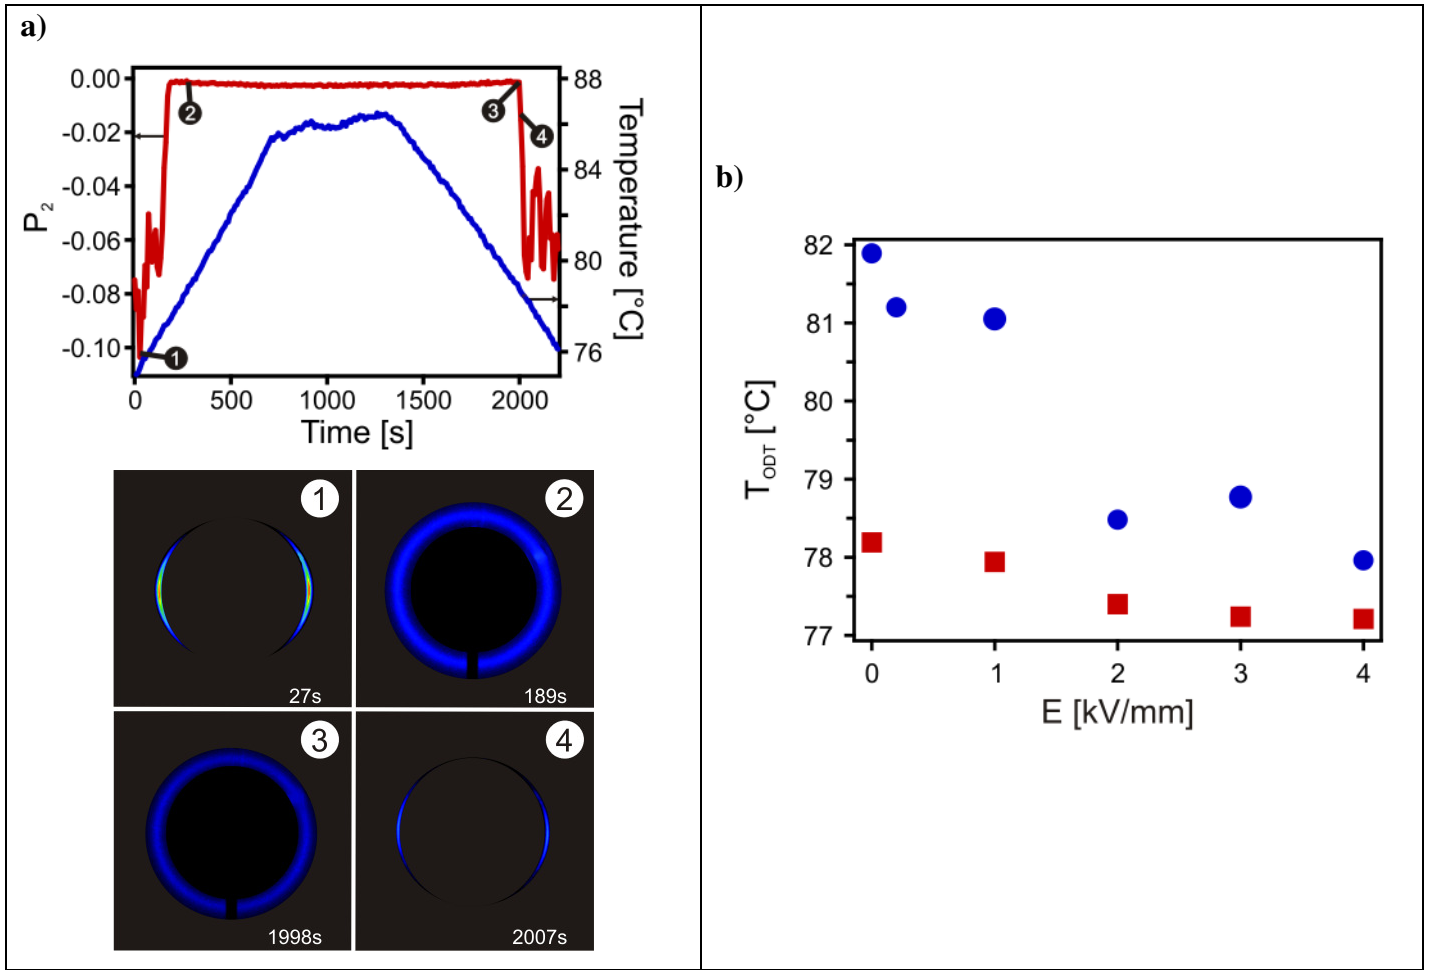 a)
0.00
-0.02
-0.04
-0.06
-0.08
-0.10
P2
88
84
80
76
Temperature [°C]
2
3
4
1
0 500 1000 1500 2000
Time [s]
1
27s
2
189s
3
1998s
4
2007s
b)
82
81
80
79
78
77
TODT [°C]
0 1 2 3 4
E [kV/mm]